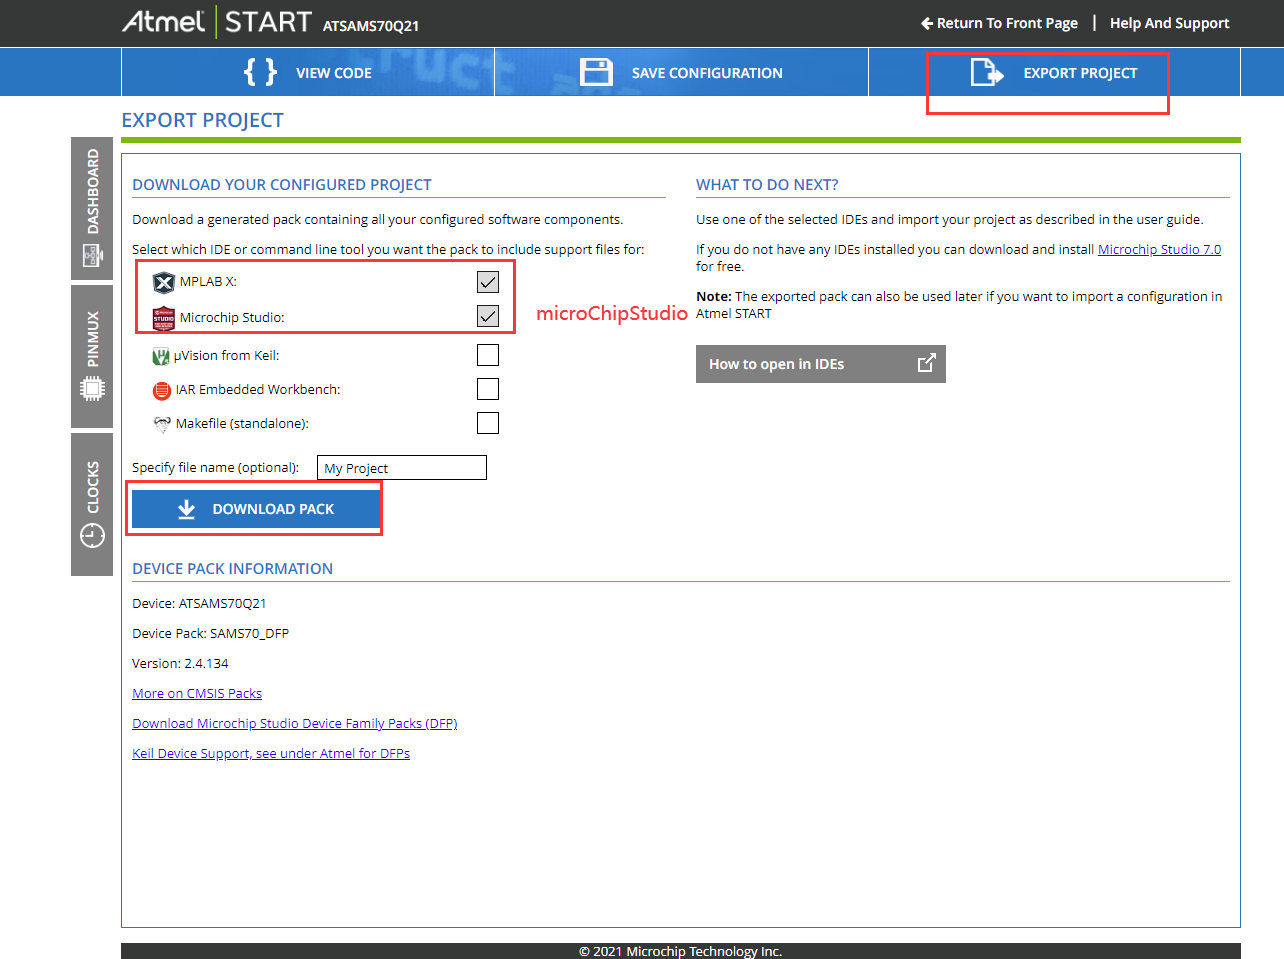 Atmel START ATSAMS70Q21
Return To Front Page | Help And Support
{ } VIEW CODE
SAVE CONFIGURATION
EXPORT PROJECT
EXPORT PROJECT
DASHBOARD
PINMUX
CLOCKS
DOWNLOAD YOUR CONFIGURED PROJECT
Download a generated pack containing all your configured software components.
Select which IDE or command line tool you want the pack to include support files for:
MPLAB X:
Microchip Studio:
microChipStudio
µVision from Keil:
IAR Embedded Workbench:
Makefile (standalone):
Specify file name (optional): My Project
DOWNLOAD PACK
WHAT TO DO NEXT?
Use one of the selected IDEs and import your project as described in the user guide.
If you do not have any IDEs installed you can download and install Microchip Studio 7.0
for free.
Note: The exported pack can also be used later if you want to import a configuration in
Atmel START
How to open in IDEs
DEVICE PACK INFORMATION
Device: ATSAMS70Q21
Device Pack: SAMS70_DFP
Version: 2.4.134
More on CMSIS Packs
Download Microchip Studio Device Family Packs (DFP)
Keil Device Support, see under Atmel for DFPs
© 2021 Microchip Technology Inc.